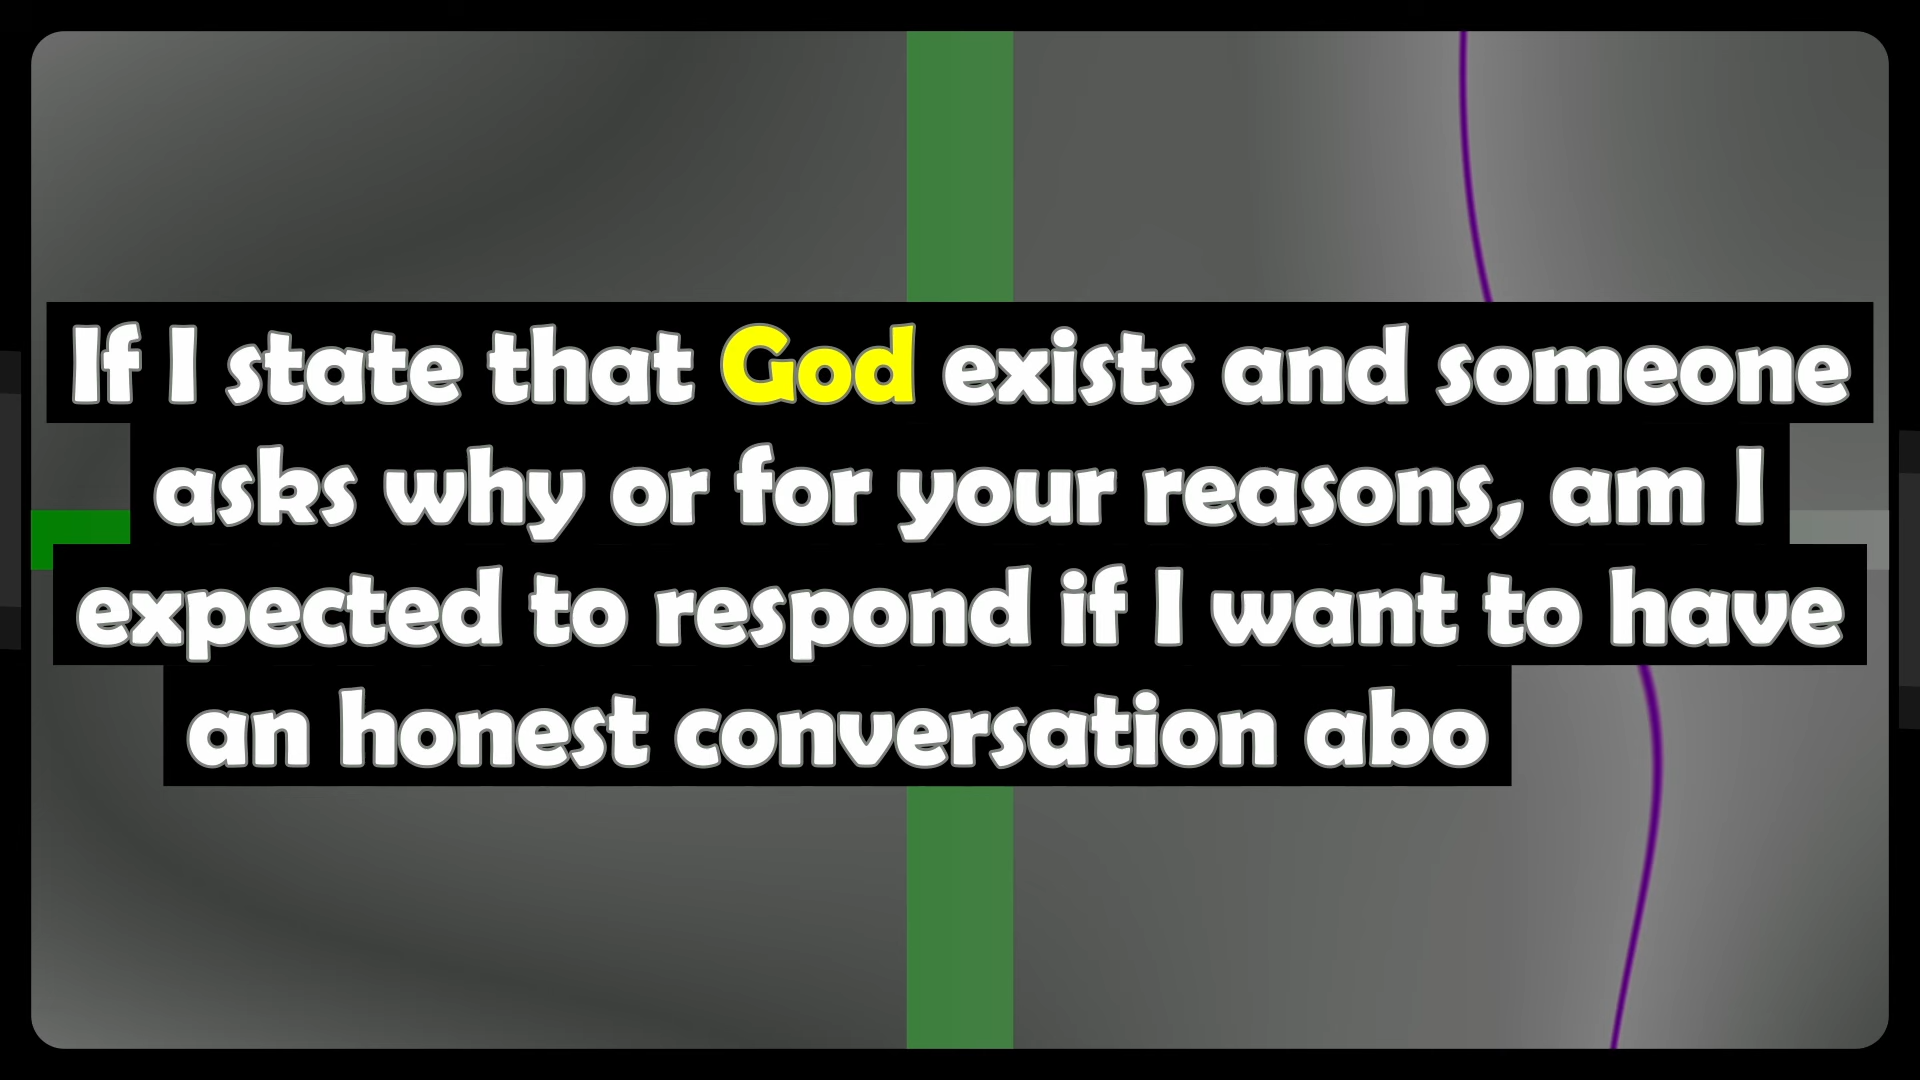 If I state that God exists and someone
asks why or for your reasons, am I
expected to respond if I want to have
an honest conversation abo